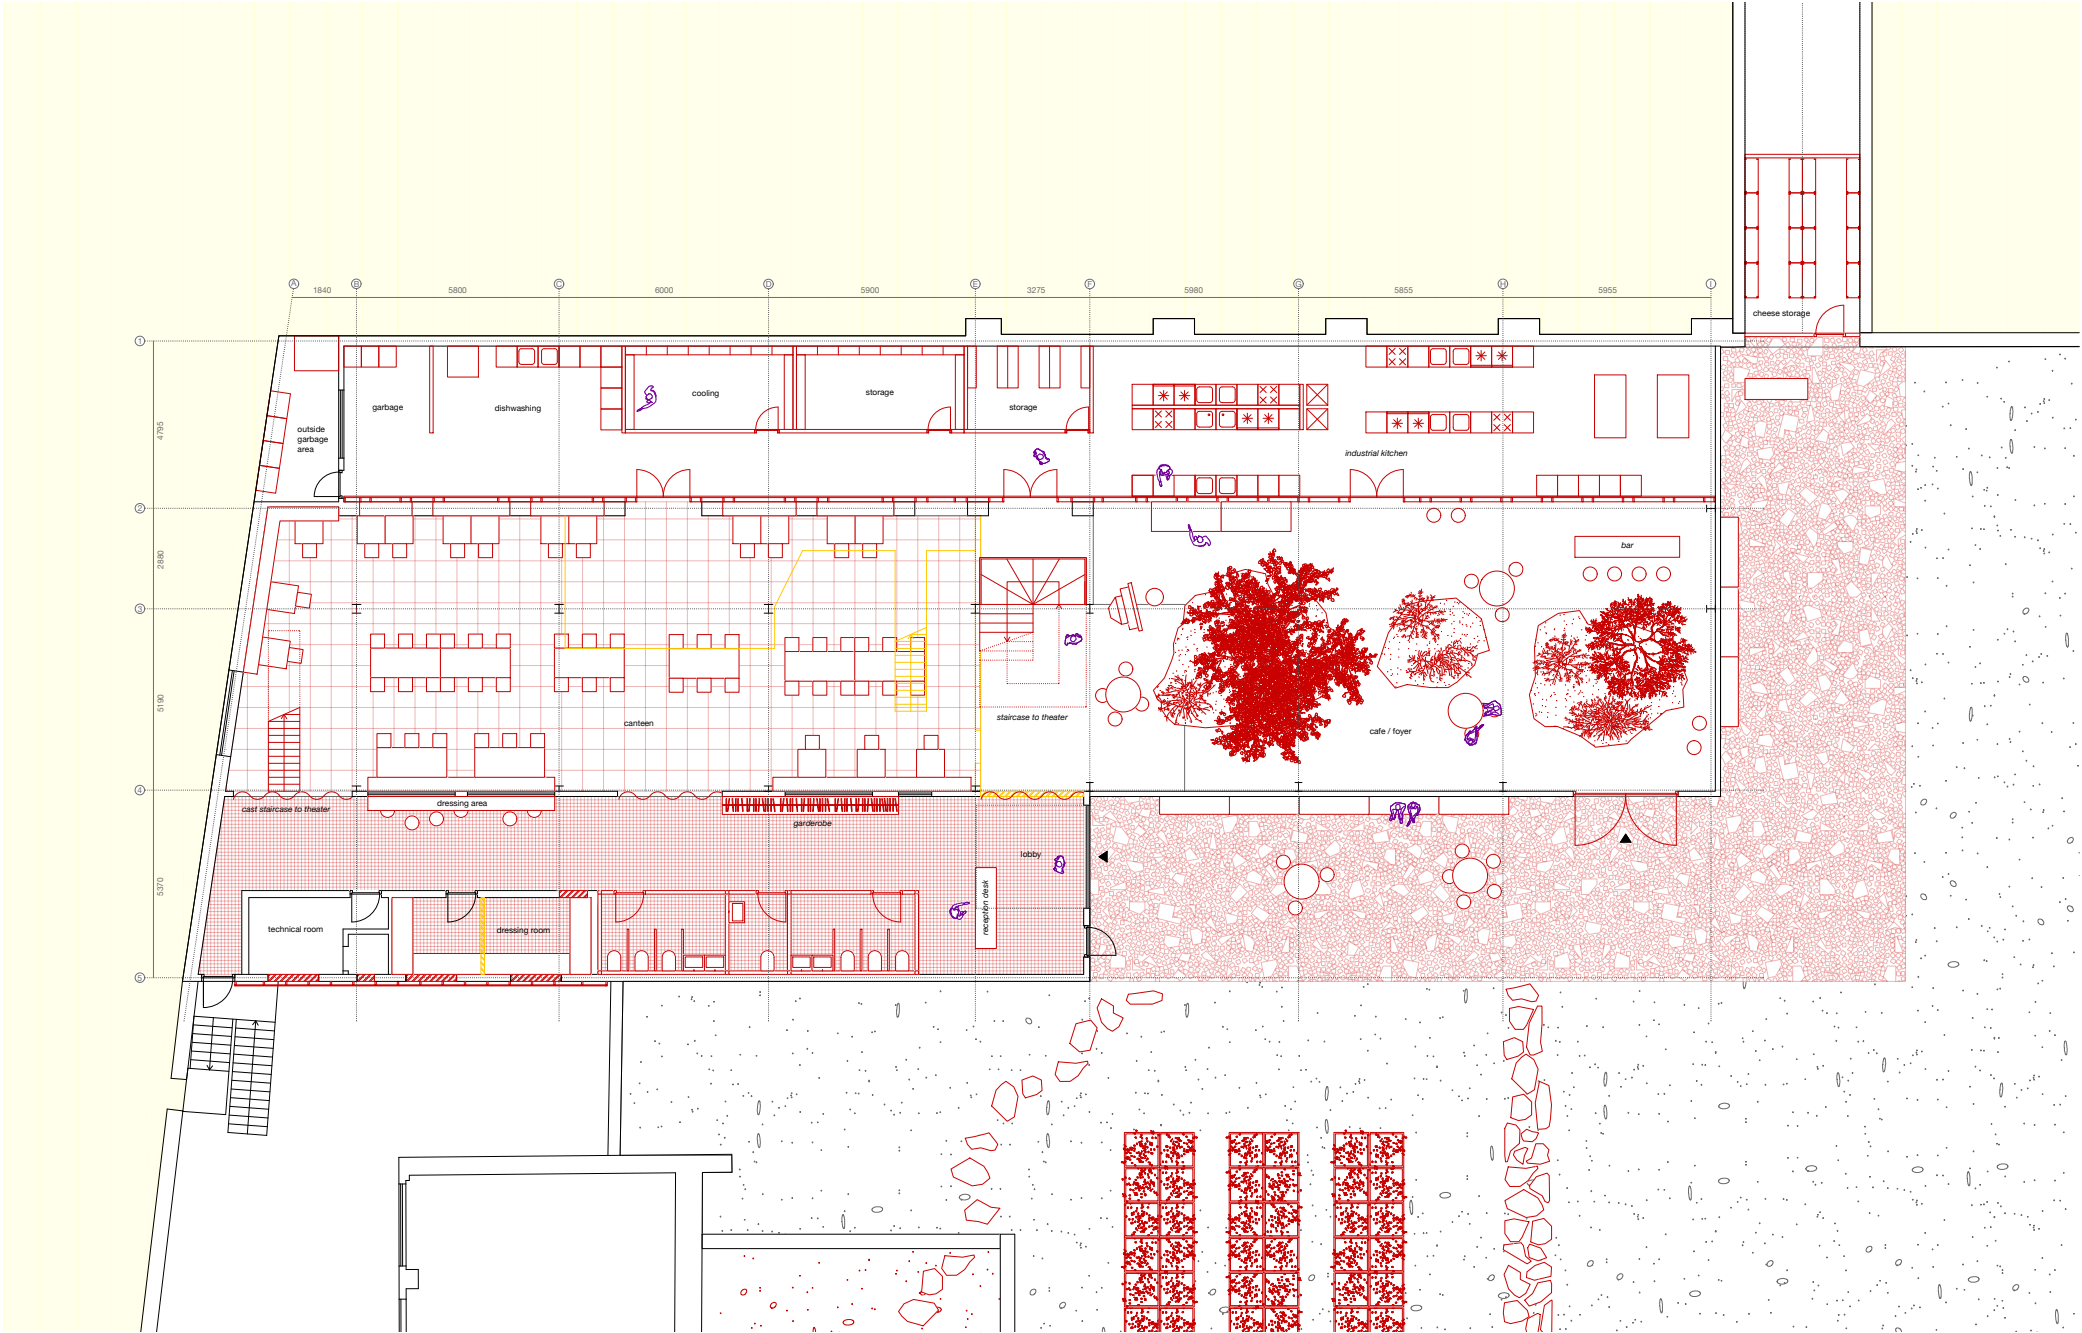 cheese storage
A B C D E F G H I
1840 5800 6000 5900 3275 5980 5855 5955
1
garbage
dishwashing
cooling
storage
storage
outside
garbage
area
4795
industrial kitchen
2
bar
2880
3
5190
canteen
staircase to theater
cafe / foyer
4
cast staircase to theater
dressing area
garderobe
lobby
5370
reception desk
technical room
dressing room
5